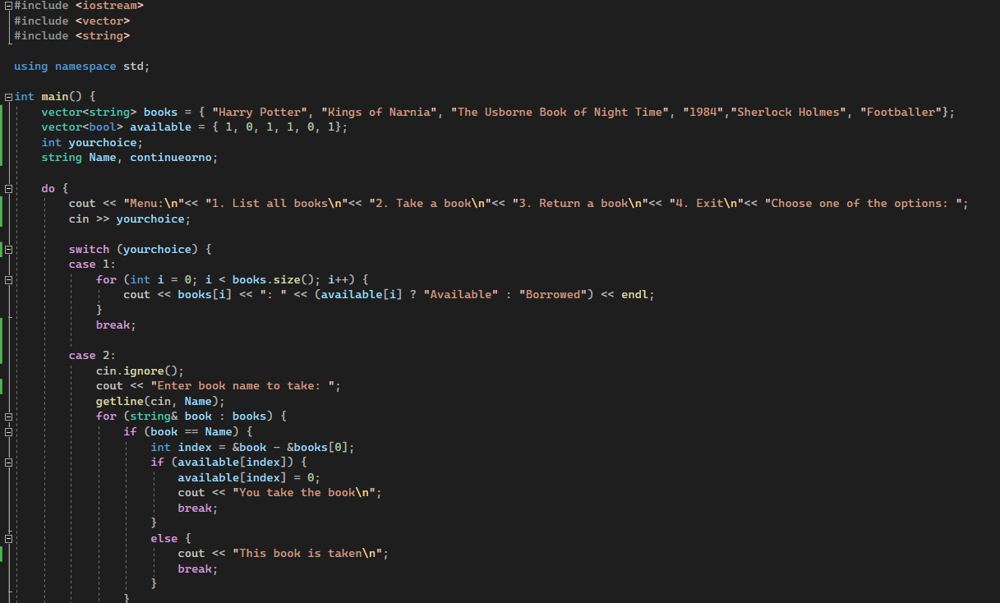 #include <iostream>
#include <vector>
#include <string>
using namespace std;
int main() {
vector<string> books = { "Harry Potter", "Kings of Narnia", "The Usborne Book of Night Time", "1984","Sherlock Holmes", "Footballer"};
vector<bool> available = { 1, 0, 1, 1, 0, 1};
int yourchoice;
string Name, continueorno;
do {
cout << "Menu:\n"<< "1. List all books\n"<< "2. Take a book\n"<< "3. Return a book\n"<< "4. Exit\n"<< "Choose one of the options: ";
cin >> yourchoice;
switch (yourchoice) {
case 1:
for (int i = 0; i < books.size(); i++) {
cout << books[i] << ": " << (available[i] ? "Available" : "Borrowed") << endl;
}
break;
case 2:
cin.ignore();
cout << "Enter book name to take: ";
getline(cin, Name);
for (string& book : books) {
if (book == Name) {
int index = &book - &books[0];
if (available[index]) {
available[index] = 0;
cout << "You take the book\n";
break;
}
else {
cout << "This book is taken\n";
break;
}
}